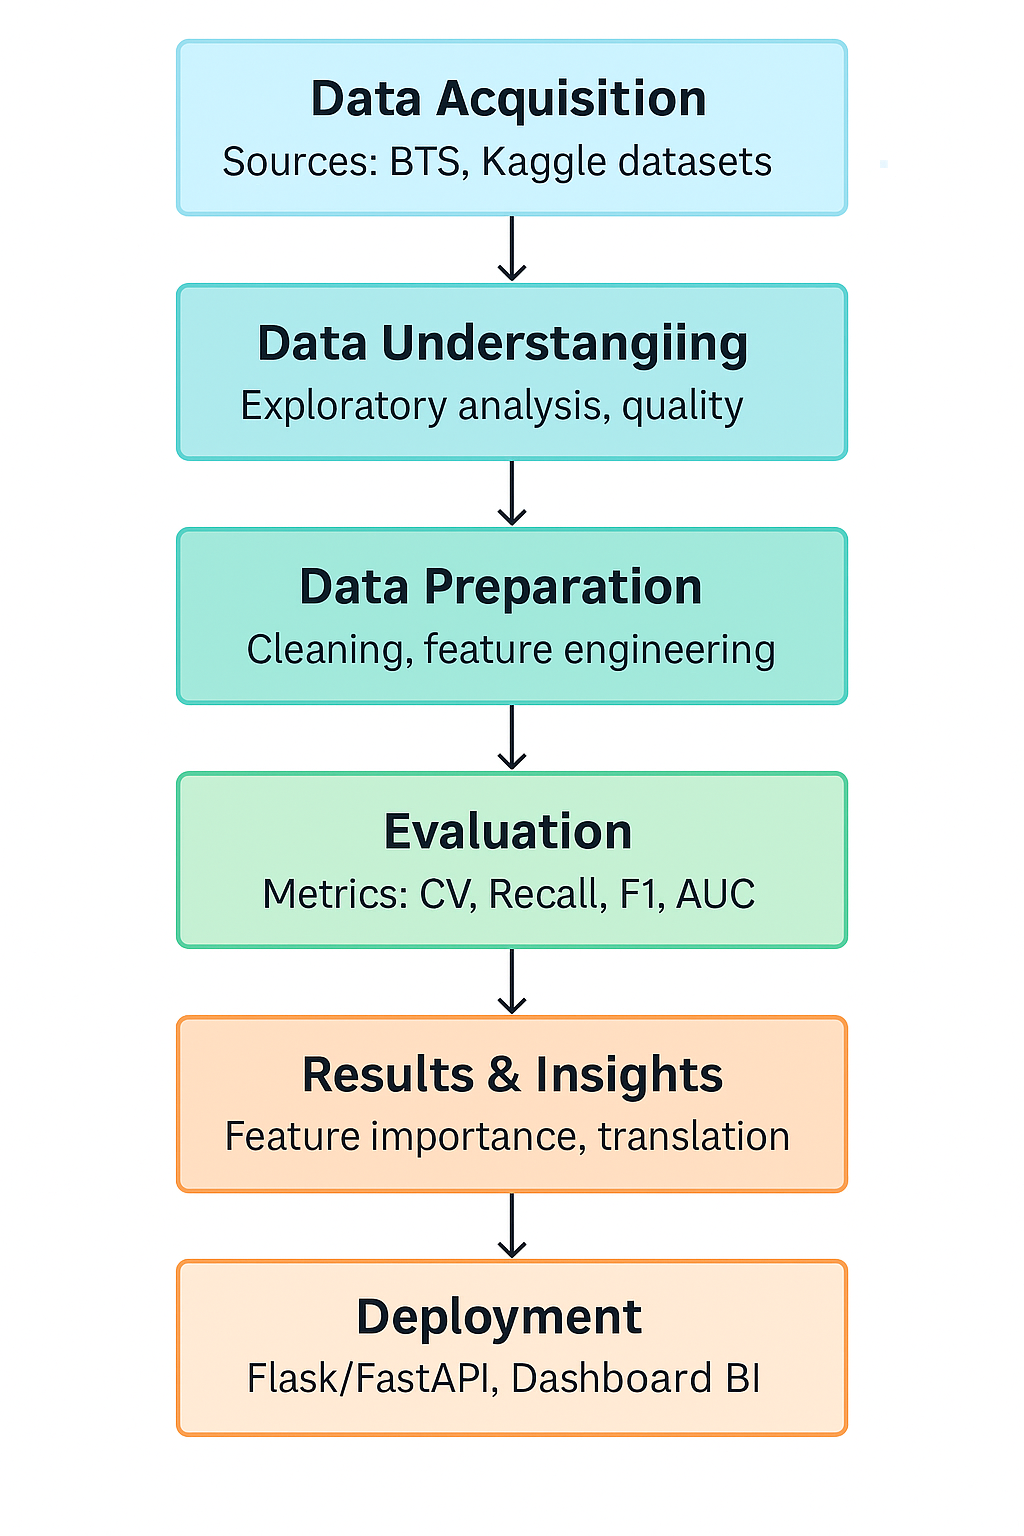 Data Acquisition
Sources: BTS, Kaggle datasets
Data Understangiing
Exploratory analysis, quality
Data Preparation
Cleaning, feature engineering
Evaluation
Metrics: CV, Recall, F1, AUC
Results & Insights
Feature importance, translation
Deployment
Flask/FastAPI, Dashboard BI